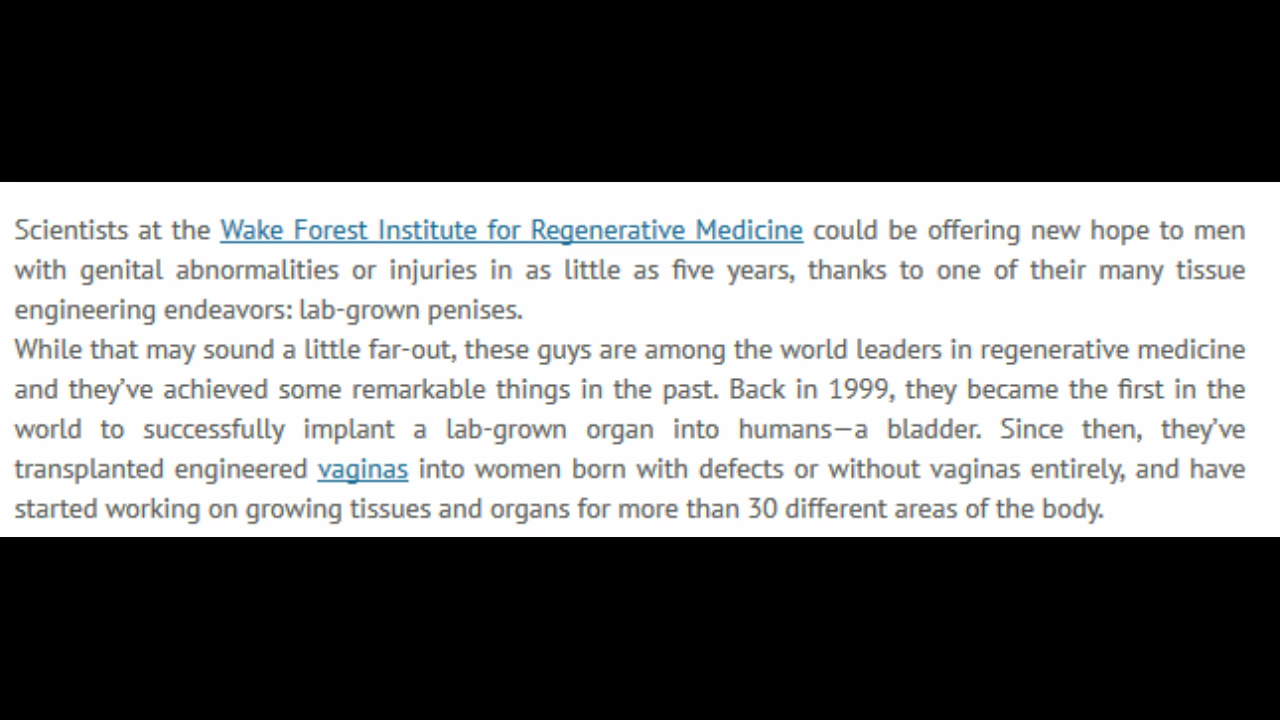 Scientists at the Wake Forest Institute for Regenerative Medicine could be offering new hope to men
with genital abnormalities or injuries in as little as five years, thanks to one of their many tissue
engineering endeavors: lab-grown penises.
While that may sound a little far-out, these guys are among the world leaders in regenerative medicine
and they’ve achieved some remarkable things in the past. Back in 1999, they became the first in the
world to successfully implant a lab-grown organ into humans—a bladder. Since then, they’ve
transplanted engineered vaginas into women born with defects or without vaginas entirely, and have
started working on growing tissues and organs for more than 30 different areas of the body.